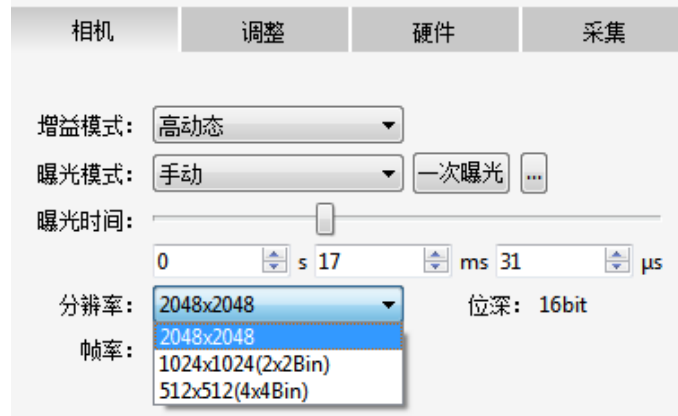 相机 调整 硬件 采集
增益模式: 高动态
曝光模式: 手动 一次曝光 ...
曝光时间:
0 s 17 ms 31 μs
分辨率: 2048x2048 位深: 16bit
2048x2048
帧率:
1024x1024(2x2Bin)
512x512(4x4Bin)